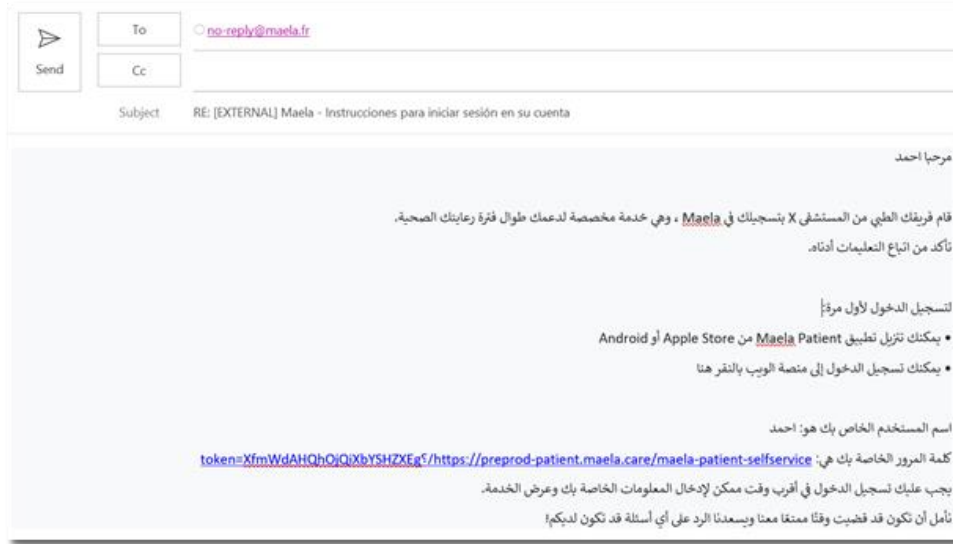 Send
To
no-reply@maela.fr
Cc
Subject
RE: [EXTERNAL] Maela - Instrucciones para iniciar sesión en su cuenta
مرحبا احمد
قام فريقك الطبي من المستشفى X بتسجيلك في Maela ، وهي خدمة مخصصة لدعمك طوال فترة رعايتك الصحية.
تأكد من اتباع التعليمات أدناه.
لتسجيل الدخول لأول مرة:
• يمكنك تنزيل تطبيق Maela Patient من Apple Store أو Android
• يمكنك تسجيل الدخول إلى منصة الويب بالنقر هنا
اسم المستخدم الخاص بك هو: احمد
كلمة المرور الخاصة بك هي: https://preprod-patient.maela.care/maela-patient-selfservice/؟token=XfmWdAHQhOjQiXbYSHZXEg
يجب عليك تسجيل الدخول في أقرب وقت ممكن لإدخال المعلومات الخاصة بك وعرض الخدمة.
نأمل أن تكون قد قضيت وقتًا ممتعًا معنا ويسعدنا الرد على أي أسئلة قد تكون لديكم!